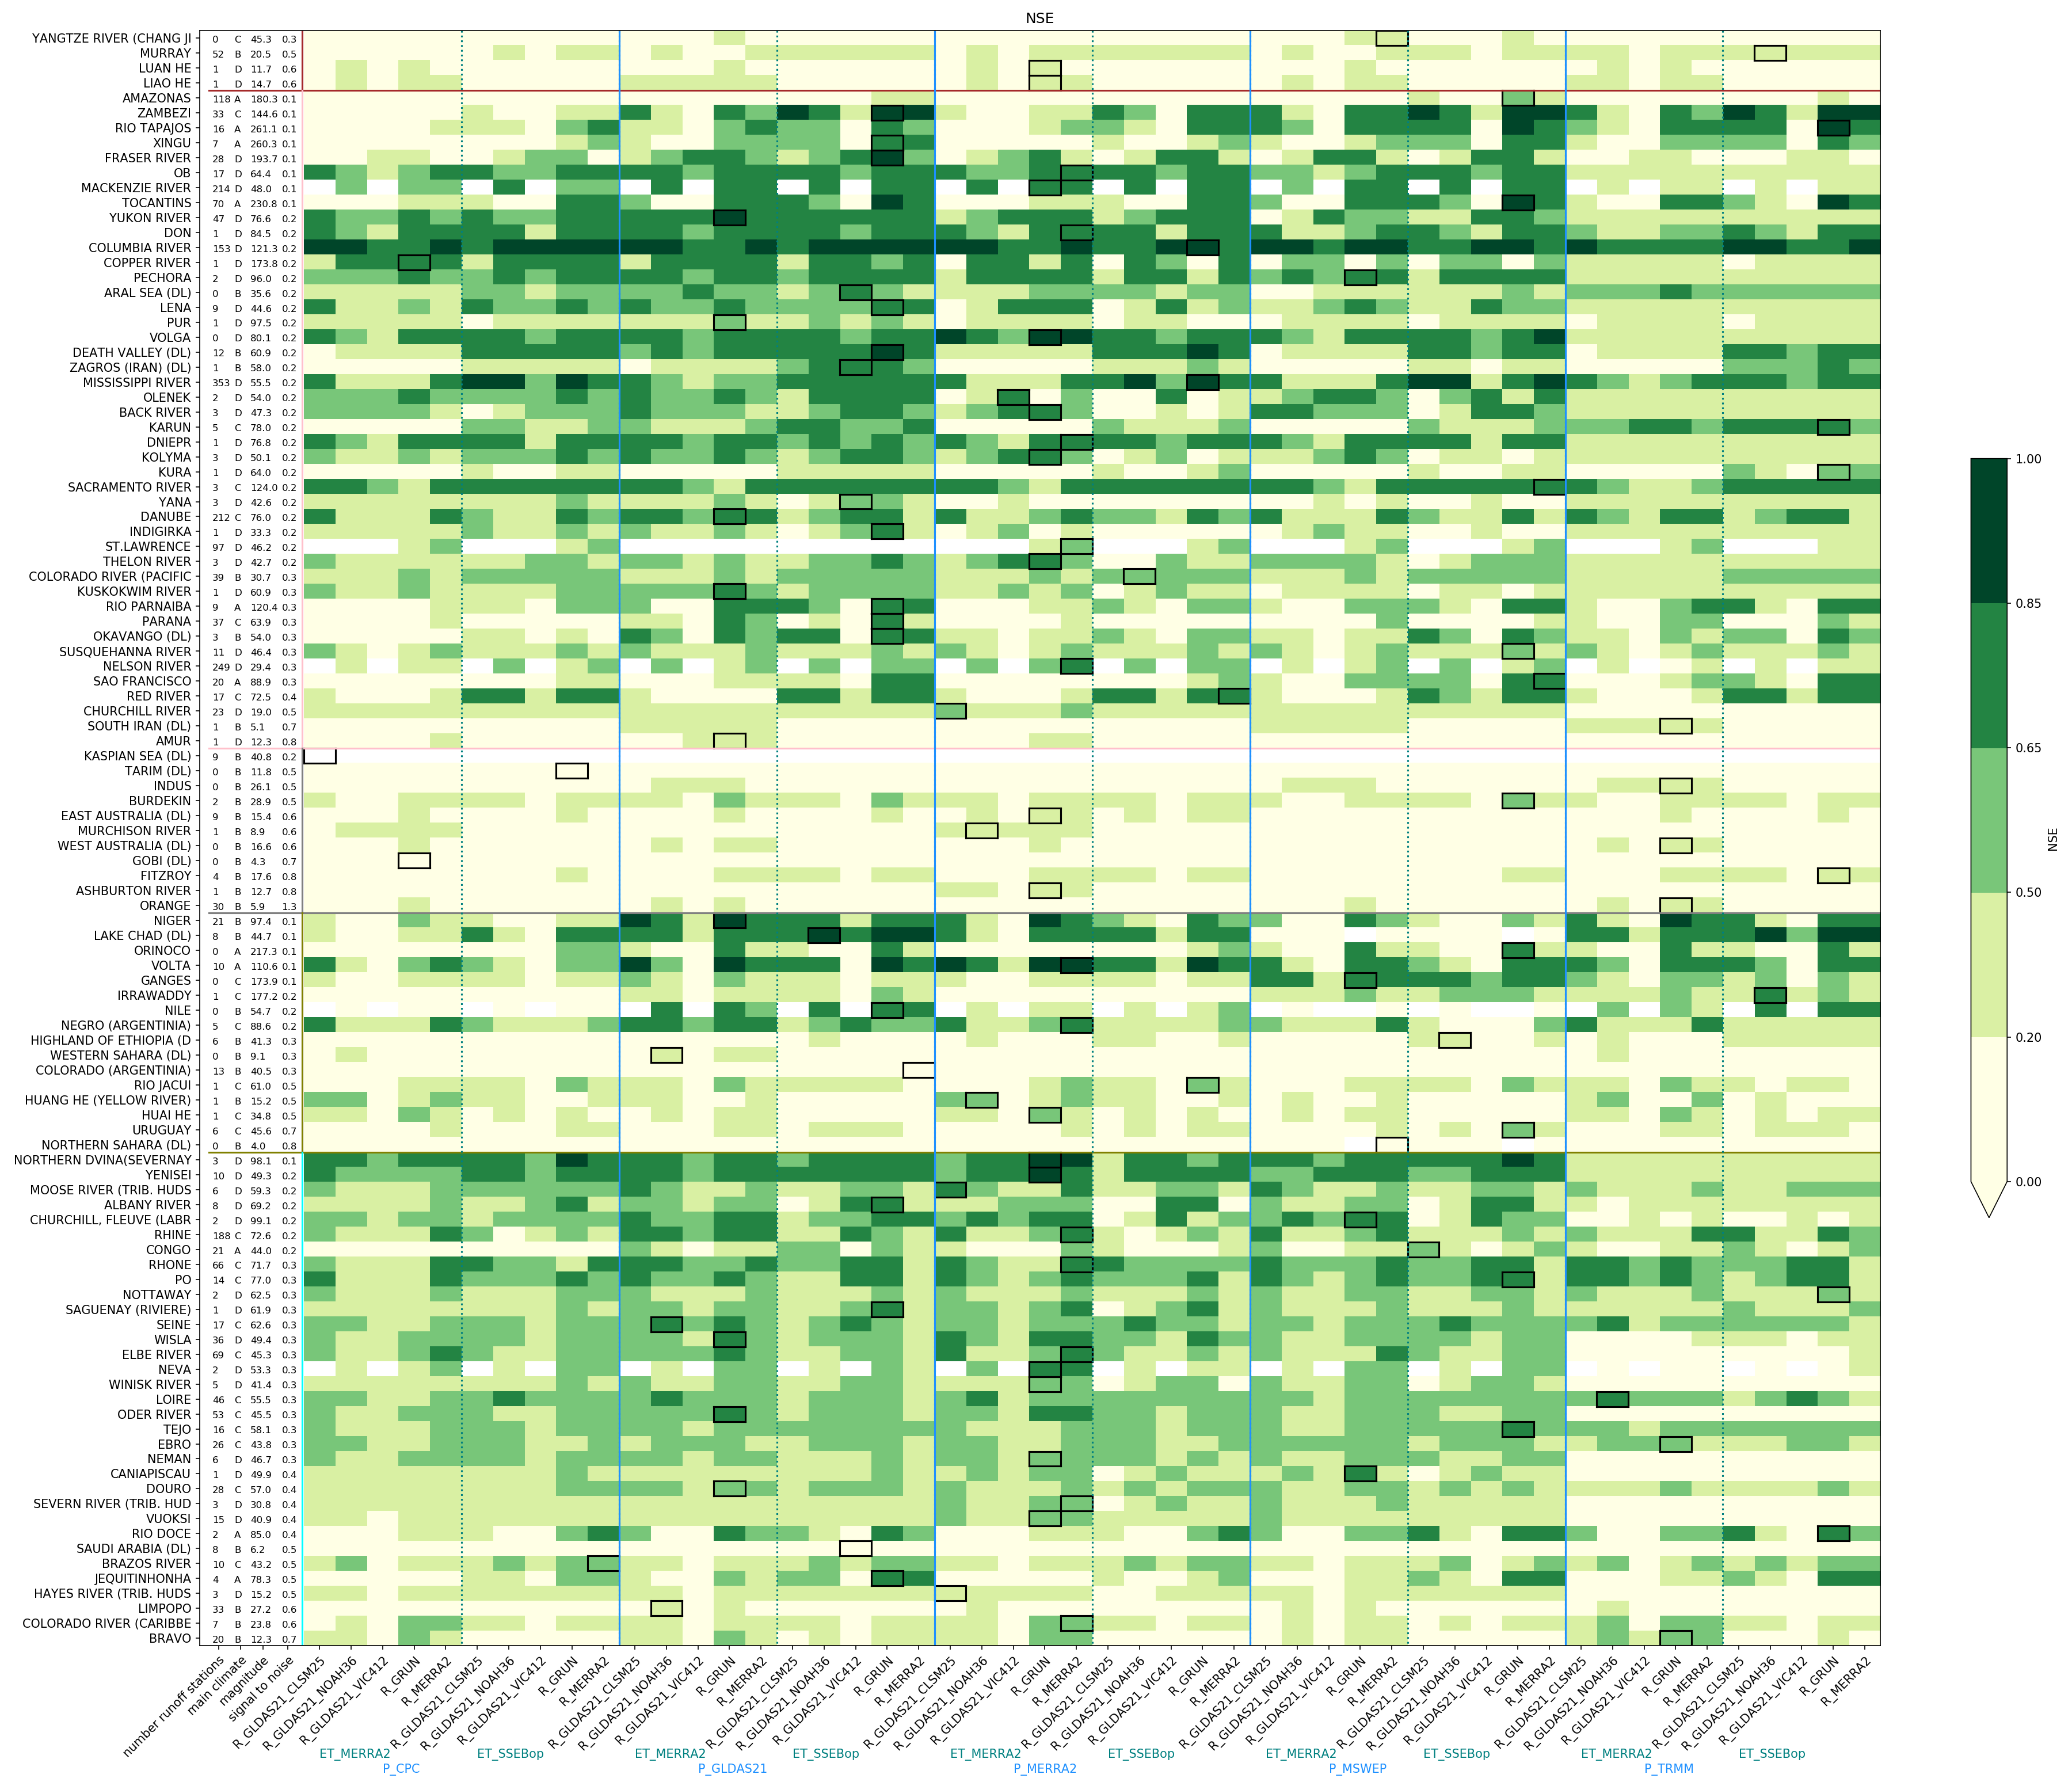 NSE
YANGTZE RIVER (CHANG JI 0 C 45.3 0.3
MURRAY 52 B 20.5 0.5
LUAN HE 1 D 11.7 0.6
LIAO HE 1 D 14.7 0.6
AMAZONAS 118 A 180.3 0.1
ZAMBEZI 33 C 144.6 0.1
RIO TAPAJOS 16 A 261.1 0.1
XINGU 7 A 260.3 0.1
FRASER RIVER 28 D 193.7 0.1
OB 17 D 64.4 0.1
MACKENZIE RIVER 214 D 48.0 0.1
TOCANTINS 70 A 230.8 0.1
YUKON RIVER 47 D 76.6 0.2
DON 1 D 84.5 0.2
COLUMBIA RIVER 153 D 121.3 0.2
COPPER RIVER 1 D 173.8 0.2
PECHORA 2 D 96.0 0.2
ARAL SEA (DL) 0 B 35.6 0.2
LENA 9 D 44.6 0.2
PUR 1 D 97.5 0.2
VOLGA 0 D 80.1 0.2
DEATH VALLEY (DL) 12 B 60.9 0.2
ZAGROS (IRAN) (DL) 1 B 58.0 0.2
MISSISSIPPI RIVER 353 D 55.5 0.2
OLENEK 2 D 54.0 0.2
BACK RIVER 3 D 47.3 0.2
KARUN 5 C 78.0 0.2
DNIEPR 1 D 76.8 0.2
KOLYMA 3 D 50.1 0.2
KURA 1 D 64.0 0.2
SACRAMENTO RIVER 3 C 124.0 0.2
YANA 3 D 42.6 0.2
DANUBE 212 C 76.0 0.2
INDIGIRKA 1 D 33.3 0.2
ST.LAWRENCE 97 D 46.2 0.2
THELON RIVER 3 D 42.7 0.2
COLORADO RIVER (PACIFIC 39 B 30.7 0.3
KUSKOKWIM RIVER 1 D 60.9 0.3
RIO PARNAIBA 9 A 120.4 0.3
PARANA 37 C 63.9 0.3
OKAVANGO (DL) 3 B 54.0 0.3
SUSQUEHANNA RIVER 11 D 46.4 0.3
NELSON RIVER 249 D 29.4 0.3
SAO FRANCISCO 20 A 88.9 0.3
RED RIVER 17 C 72.5 0.4
CHURCHILL RIVER 23 D 19.0 0.5
SOUTH IRAN (DL) 1 B 5.1 0.7
AMUR 1 D 12.3 0.8
KASPIAN SEA (DL) 9 B 40.8 0.2
TARIM (DL) 0 B 11.8 0.5
INDUS 0 B 26.1 0.5
BURDEKIN 2 B 28.9 0.5
EAST AUSTRALIA (DL) 9 B 15.4 0.6
MURCHISON RIVER 1 B 8.9 0.6
WEST AUSTRALIA (DL) 0 B 16.6 0.6
GOBI (DL) 0 B 4.3 0.7
FITZROY 4 B 17.6 0.8
ASHBURTON RIVER 1 B 12.7 0.8
ORANGE 30 B 5.9 1.3
NIGER 21 B 97.4 0.1
LAKE CHAD (DL) 8 B 44.7 0.1
ORINOCO 0 A 217.3 0.1
VOLTA 10 A 110.6 0.1
GANGES 0 C 173.9 0.1
IRRAWADDY 1 C 177.2 0.2
NILE 0 B 54.7 0.2
NEGRO (ARGENTINIA) 5 C 88.6 0.2
HIGHLAND OF ETHIOPIA (D 6 B 41.3 0.3
WESTERN SAHARA (DL) 0 B 9.1 0.3
COLORADO (ARGENTINIA) 13 B 40.5 0.3
RIO JACUI 1 C 61.0 0.5
HUANG HE (YELLOW RIVER) 1 B 15.2 0.5
HUAI HE 1 C 34.8 0.5
URUGUAY 6 C 45.6 0.7
NORTHERN SAHARA (DL) 0 B 4.0 0.8
NORTHERN DVINA(SEVERNAY 3 D 98.1 0.1
YENISEI 10 D 49.3 0.2
MOOSE RIVER (TRIB. HUDS 6 D 59.3 0.2
ALBANY RIVER 8 D 69.2 0.2
CHURCHILL, FLEUVE (LABR 2 D 99.1 0.2
RHINE 188 C 72.6 0.2
CONGO 21 A 44.0 0.2
RHONE 66 C 71.7 0.3
PO 14 C 77.0 0.3
NOTTAWAY 2 D 62.5 0.3
SAGUENAY (RIVIERE) 1 D 61.9 0.3
SEINE 17 C 62.6 0.3
WISLA 36 D 49.4 0.3
ELBE RIVER 69 C 45.3 0.3
NEVA 2 D 53.3 0.3
WINISK RIVER 5 D 41.4 0.3
LOIRE 46 C 55.5 0.3
ODER RIVER 53 C 45.5 0.3
TEJO 16 C 58.1 0.3
EBRO 26 C 43.8 0.3
NEMAN 6 D 46.7 0.3
CANIAPISCAU 1 D 49.9 0.4
DOURO 28 C 57.0 0.4
SEVERN RIVER (TRIB. HUD 3 D 30.8 0.4
VUOKSI 15 D 40.9 0.4
RIO DOCE 2 A 85.0 0.4
SAUDI ARABIA (DL) 8 B 6.2 0.5
BRAZOS RIVER 10 C 43.2 0.5
JEQUITINHONHA 4 A 78.3 0.5
HAYES RIVER (TRIB. HUDS 3 D 15.2 0.5
LIMPOPO 33 B 27.2 0.6
COLORADO RIVER (CARIBBE 7 B 23.8 0.6
BRAVO 20 B 12.3 0.7
number runoff stations
main climate
magnitude
signal to noise
R_GLDAS21_CLSM25
R_GLDAS21_NOAH36
R_GLDAS21_VIC412
R_GRUN
R_MERRA2
R_GLDAS21_CLSM25
R_GLDAS21_NOAH36
R_GLDAS21_VIC412
R_GRUN
R_MERRA2
R_GLDAS21_CLSM25
R_GLDAS21_NOAH36
R_GLDAS21_VIC412
R_GRUN
R_MERRA2
R_GLDAS21_CLSM25
R_GLDAS21_NOAH36
R_GLDAS21_VIC412
R_GRUN
R_MERRA2
R_GLDAS21_CLSM25
R_GLDAS21_NOAH36
R_GLDAS21_VIC412
R_GRUN
R_MERRA2
R_GLDAS21_CLSM25
R_GLDAS21_NOAH36
R_GLDAS21_VIC412
R_GRUN
R_MERRA2
R_GLDAS21_CLSM25
R_GLDAS21_NOAH36
R_GLDAS21_VIC412
R_GRUN
R_MERRA2
R_GLDAS21_CLSM25
R_GLDAS21_NOAH36
R_GLDAS21_VIC412
R_GRUN
R_MERRA2
R_GLDAS21_CLSM25
R_GLDAS21_NOAH36
R_GLDAS21_VIC412
R_GRUN
R_MERRA2
R_GLDAS21_CLSM25
R_GLDAS21_NOAH36
R_GLDAS21_VIC412
R_GRUN
R_MERRA2
ET_MERRA2 ET_SSEBop ET_MERRA2 ET_SSEBop ET_MERRA2 ET_SSEBop ET_MERRA2 ET_SSEBop ET_MERRA2 ET_SSEBop
P_CPC P_GLDAS21 P_MERRA2 P_MSWEP P_TRMM
1.00
0.85
0.65
0.50
0.20
0.00
NSE